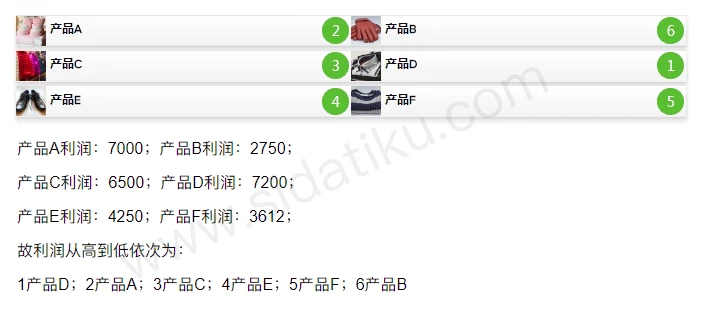 产品A 2 产品B 6
产品C 3 产品D 1
产品E 4 产品F 5
产品A利润：7000；产品B利润：2750；
产品C利润：6500；产品D利润：7200；
产品E利润：4250；产品F利润：3612；
故利润从高到低依次为：
1产品D；2产品A；3产品C；4产品E；5产品F；6产品B
www.sidatiku.com